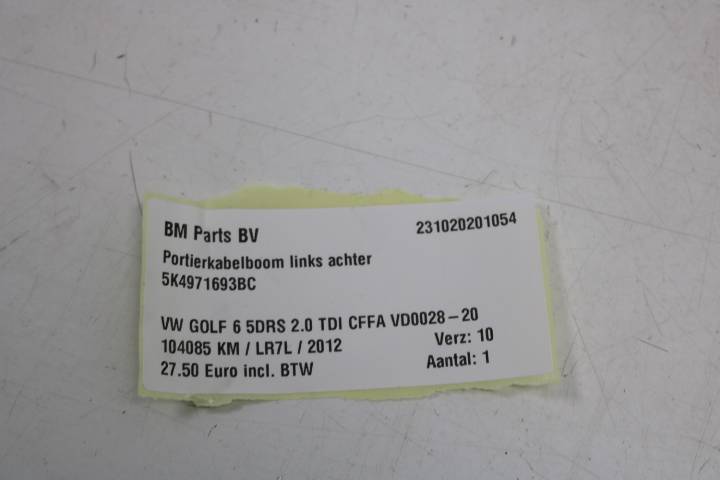 BM Parts BV 231020201054
Portierkabelboom links achter
5K4971693BC
VW GOLF 6 5DRS 2.0 TDI CFFA VD0028-20
104085 KM / LR7L / 2012 Verz: 10
27.50 Euro incl. BTW Aantal: 1